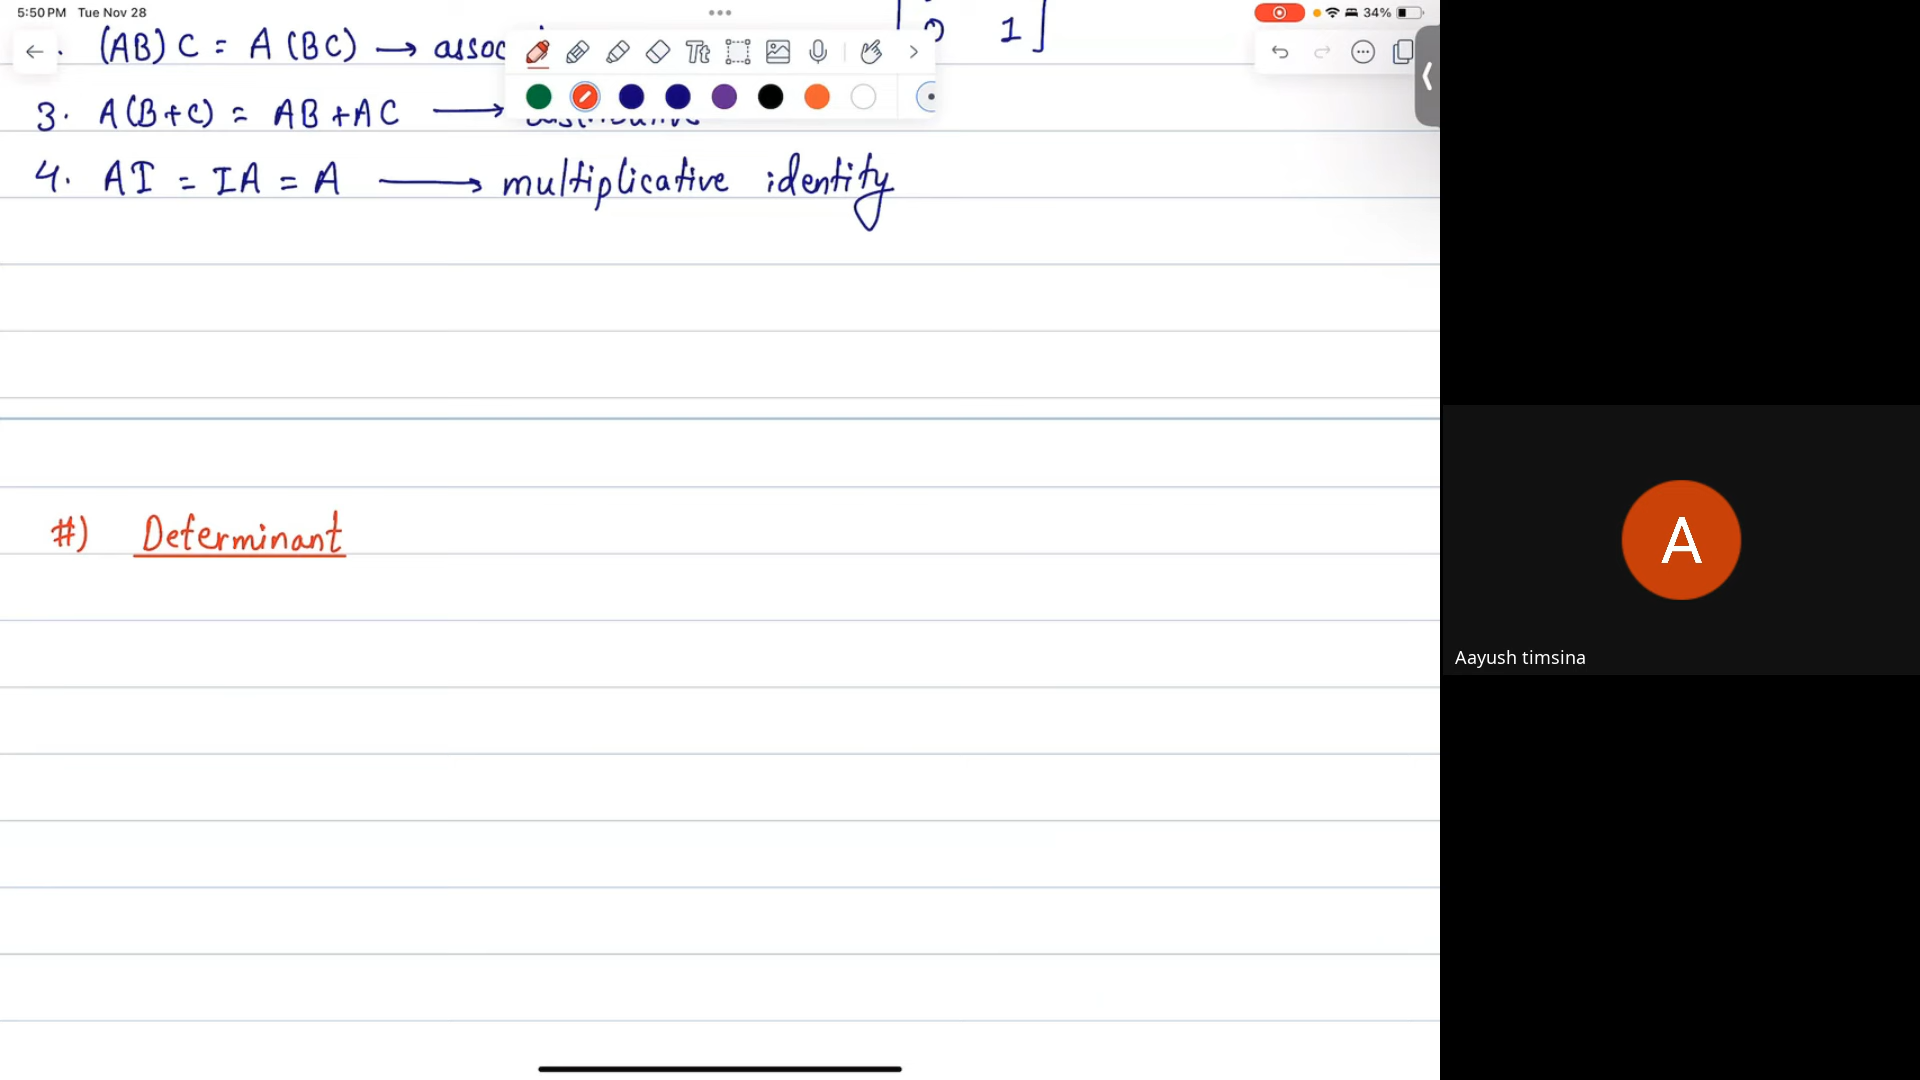 5:50 PM Tue Nov 28
34%
(AB) C = A (BC) → assoc
0 1]
3. A(B+C) = AB + AC →
4. AI = IA = A → multiplicative identity
#) Determinant
A
Aayush timsina